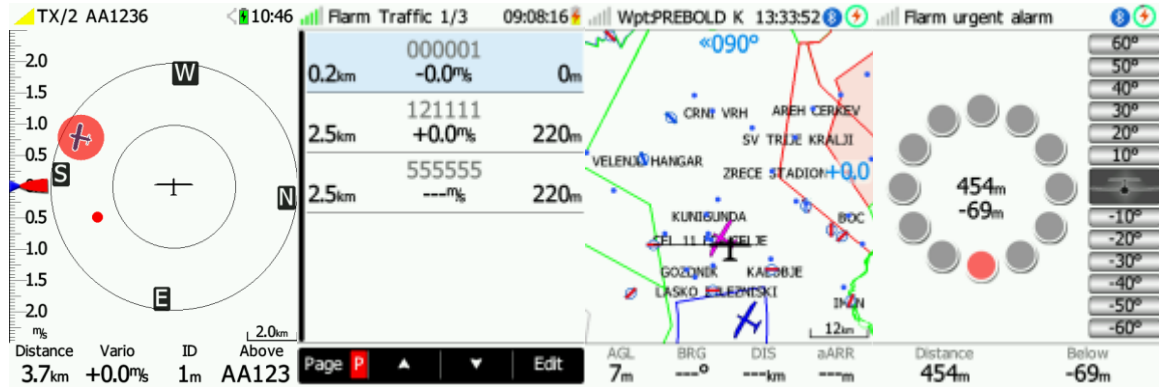 TX/2 AA1236
10:46
2.0
1.5
1.0
0.5
0.5
1.0
1.5
2.0
m/s
W
S
N
E
2.0km
Distance
Vario
ID
Above
3.7km
+0.0m/s
1m
AA123
Flarm Traffic 1/3
09:08:16
000001
0.2km
-0.0m/s
0m
121111
2.5km
+0.0m/s
220m
555555
2.5km
---m/s
220m
Page P
Edit
Wpt:PREBOLD K
13:33:52
«090°
CRNI VRH
AREH CERKEV
SV TRIJE KRALJI
VELENJE HANGAR
ZRECE STADION
+0.0
KUNIGUNDA
BOC
GOZDNIK
LASKO
12km
AGL
BRG
DIS
aARR
7m
---°
---km
---m
Flarm urgent alarm
60°
50°
40°
30°
20°
10°
-10°
-20°
-30°
-40°
-50°
-60°
454m
-69m
Distance
Below
454m
-69m